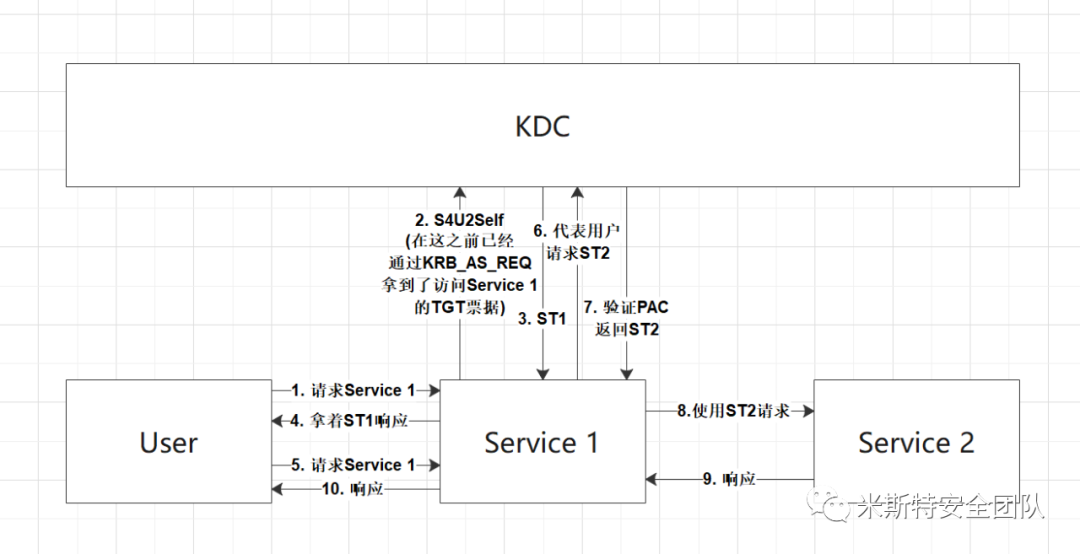 KDC
2. S4U2Self
(在这之前已经
通过KRB_AS_REQ
拿到了访问Service 1
的TGT票据)
3. ST1
6. 代表用户
请求ST2
7. 验证PAC
返回ST2
User
1. 请求Service 1
4. 拿着ST1响应
5. 请求Service 1
10. 响应
Service 1
8.使用ST2请求
9. 响应
Service 2
米斯特安全团队